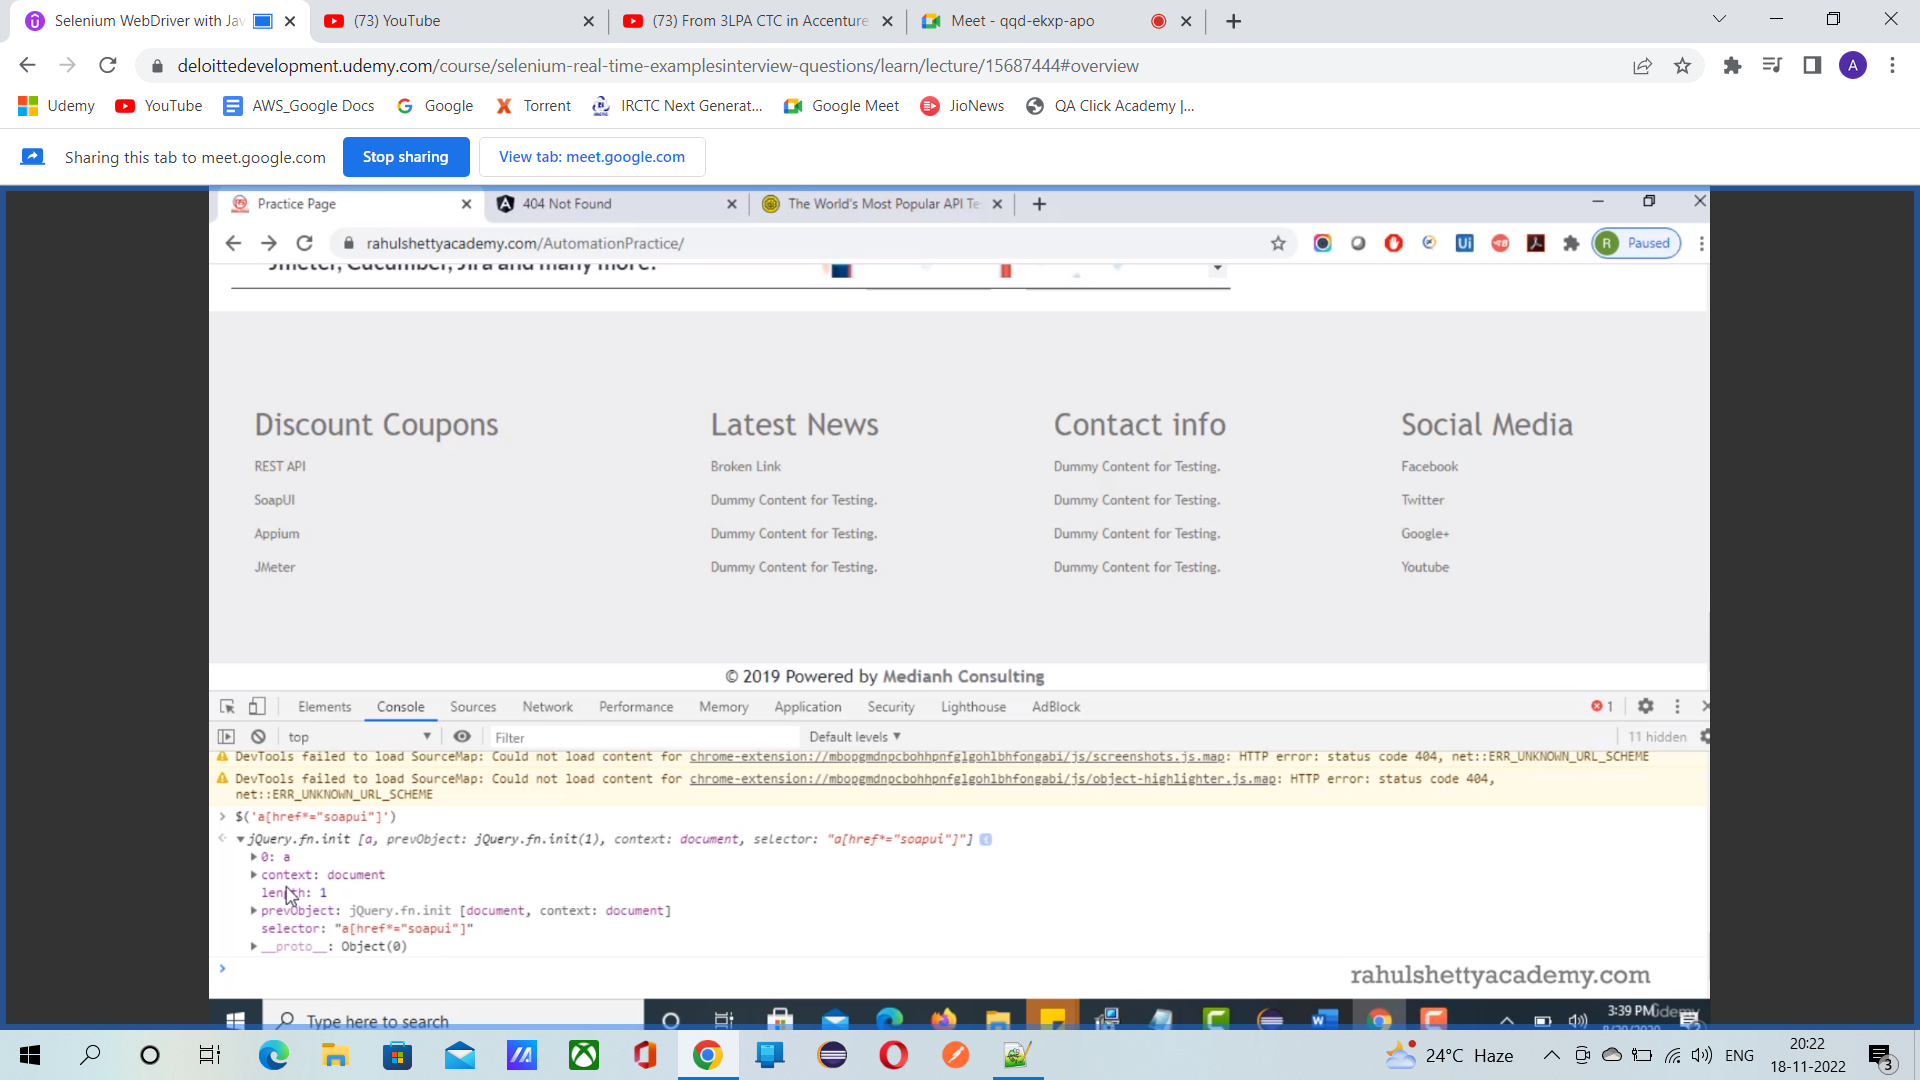 Selenium WebDriver with Jav
(73) YouTube
(73) From 3LPA CTC in Accenture
Meet - qqd-ekxp-apo
deloittedevelopment.udemy.com/course/selenium-real-time-examplesinterview-questions/learn/lecture/15687444#overview
A
Udemy
YouTube
AWS_Google Docs
Google
Torrent
IRCTC Next Generat...
Google Meet
JioNews
QA Click Academy |...
Sharing this tab to meet.google.com
Stop sharing
View tab: meet.google.com
Practice Page
404 Not Found
The World's Most Popular API Te
rahulshettyacademy.com/AutomationPractice/
R Paused
Jmeter, Cucumber, Jira and many more!
Discount Coupons
Latest News
Contact info
Social Media
REST API
Broken Link
Dummy Content for Testing.
Facebook
SoapUI
Dummy Content for Testing.
Dummy Content for Testing.
Twitter
Appium
Dummy Content for Testing.
Dummy Content for Testing.
Google+
JMeter
Dummy Content for Testing.
Dummy Content for Testing.
Youtube
© 2019 Powered by Medianh Consulting
Elements
Console
Sources
Network
Performance
Memory
Application
Security
Lighthouse
AdBlock
1
top
Filter
Default levels
11 hidden
DevTools failed to load SourceMap: Could not load content for chrome-extension://mbopgmdnpcbohhpnfglgohlbhfongabi/js/screenshots.js.map: HTTP error: status code 404, net::ERR_UNKNOWN_URL_SCHEME
DevTools failed to load SourceMap: Could not load content for chrome-extension://mbopgmdnpcbohhpnfglgohlbhfongabi/js/object-highlighter.js.map: HTTP error: status code 404,
net::ERR_UNKNOWN_URL_SCHEME
$('a[href*="soapui"]')
jQuery.fn.init [a, prevObject: jQuery.fn.init(1), context: document, selector: "a[href*="soapui"]"]
0: a
context: document
length: 1
prevObject: jQuery.fn.init [document, context: document]
selector: "a[href*="soapui"]"
__proto__: Object(0)
rahulshettyacademy.com
Type here to search
3:39 PM
Udemy
24°C Haze
ENG
20:22
18-11-2022
3